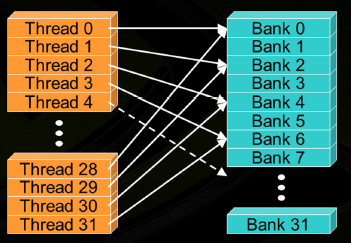 Thread 0
Thread 1
Thread 2
Thread 3
Thread 4
Thread 28
Thread 29
Thread 30
Thread 31
Bank 0
Bank 1
Bank 2
Bank 3
Bank 4
Bank 5
Bank 6
Bank 7
Bank 31